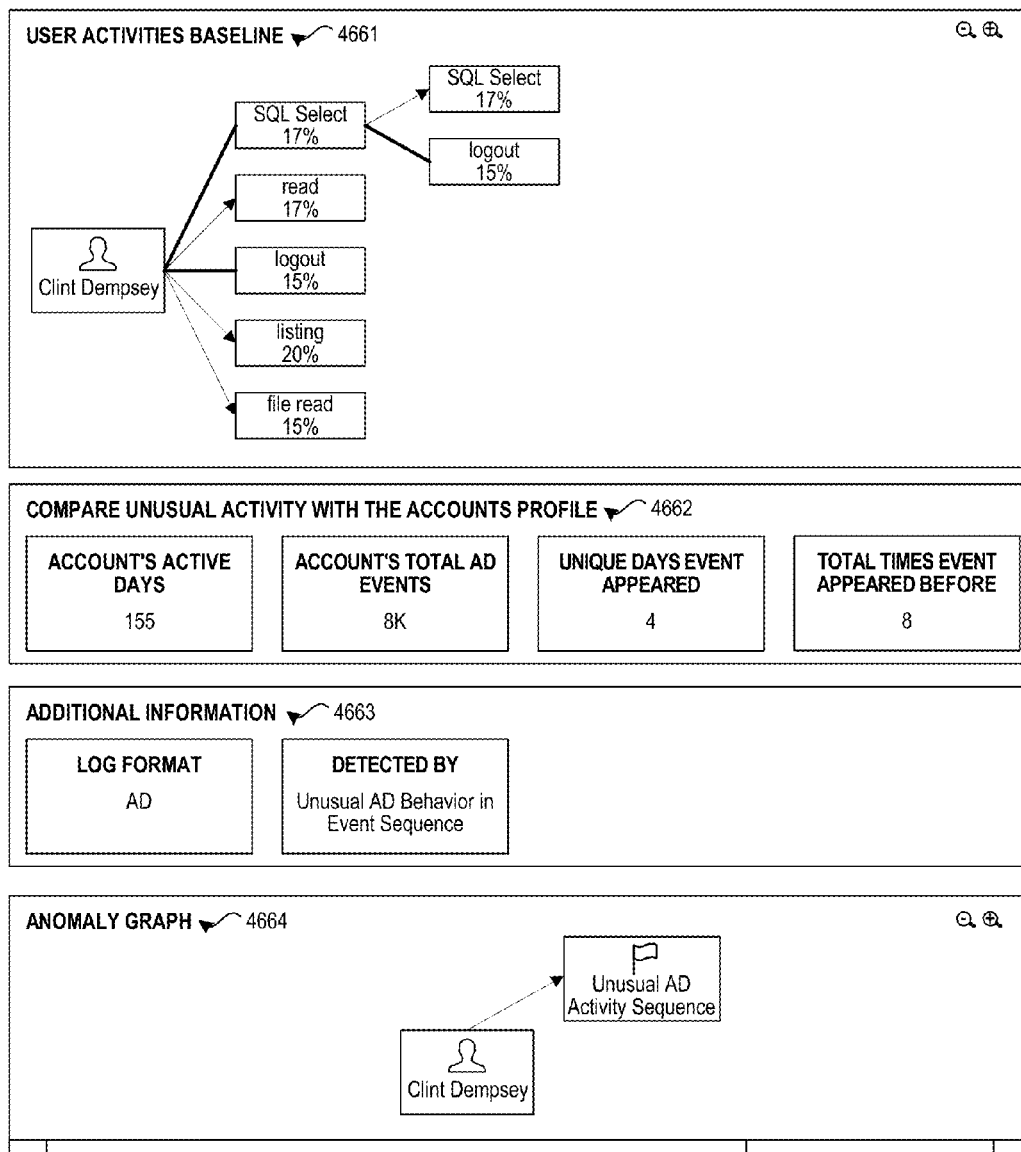 USER ACTIVITIES BASELINE 4661
SQL Select
17%
logout
15%
SQL Select
17%
read
17%
logout
15%
listing
20%
file read
15%
Clint Dempsey
COMPARE UNUSUAL ACTIVITY WITH THE ACCOUNTS PROFILE 4662
ACCOUNT'S ACTIVE
DAYS
155
ACCOUNT'S TOTAL AD
EVENTS
8K
UNIQUE DAYS EVENT
APPEARED
4
TOTAL TIMES EVENT
APPEARED BEFORE
8
ADDITIONAL INFORMATION 4663
LOG FORMAT
AD
DETECTED BY
Unusual AD Behavior in
Event Sequence
ANOMALY GRAPH 4664
Unusual AD
Activity Sequence
Clint Dempsey